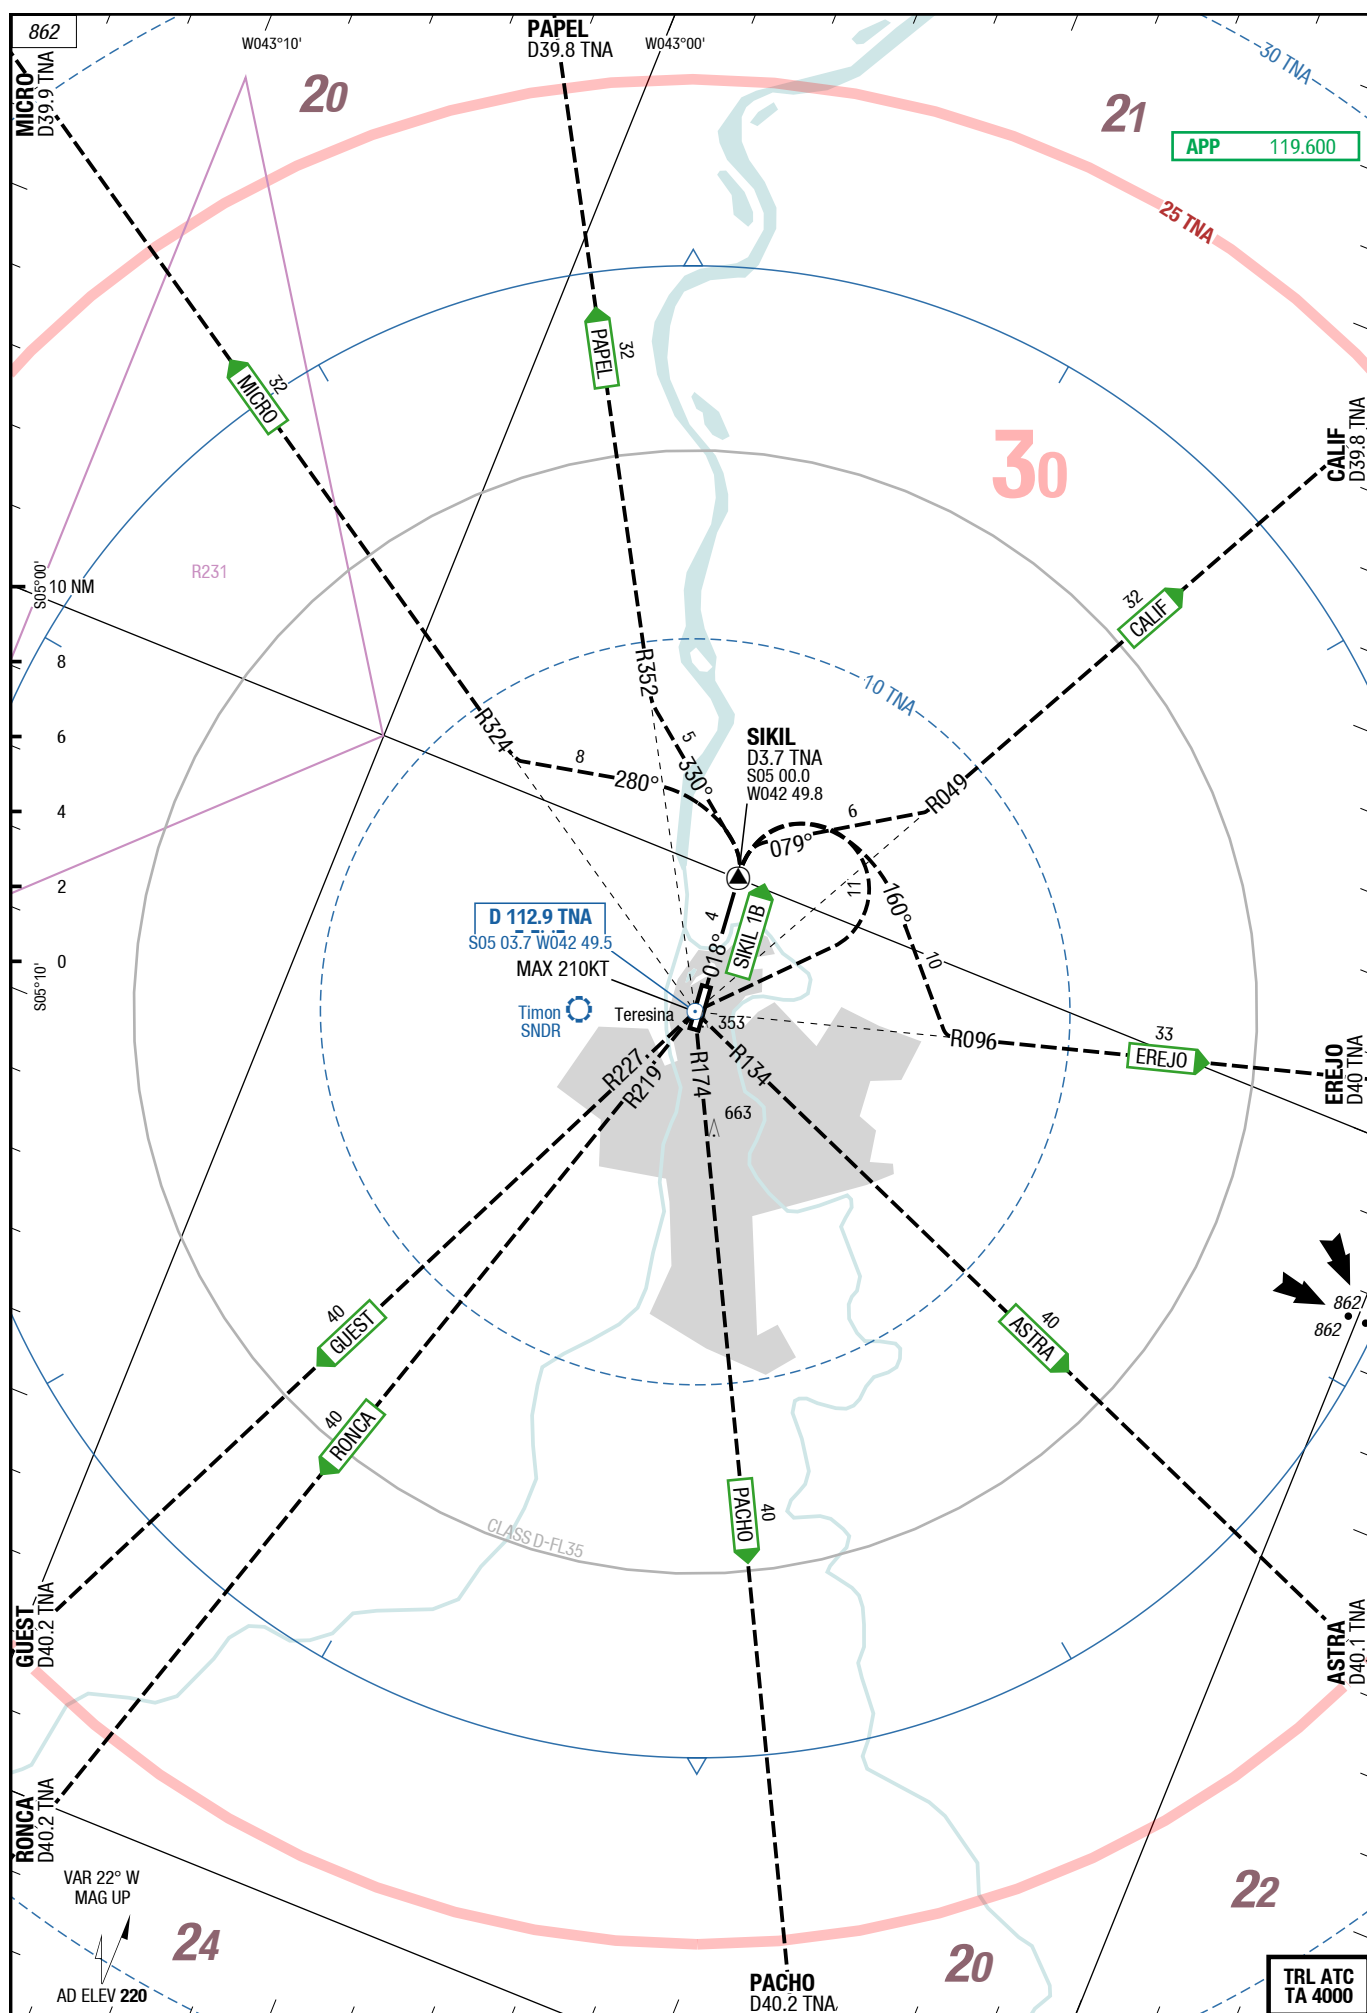 862
W043°10'
PAPEL
D39.8 TNA
W043°00'
30 TNA
MICRO
D39.9 TNA
20
21
APP 119.600
25 TNA
PAPEL
32
MICRO
32
CALIF
D39.8 TNA
30
R231
S05°00'
10 NM
8
6
4
2
0
S05°10'
32
CALIF
R352
10 TNA
R324
5
330°
8
280°
SIKIL
D3.7 TNA
S05 00.0
W042 49.8
R049
6
079°
11
160°
10
4
018°
SIKIL 1B
D 112.9 TNA
S05 03.7 W042 49.5
MAX 210KT
Timon
SNDR
Teresina
353
R096
33
EREJO
EREJO
D40 TNA
R227
R219
R174
R134
663
862
862
40
GUEST
40
RONCA
40
ASTRA
PACHO
40
CLASS D-FL35
GUEST
D40.2 TNA
ASTRA
D40.1 TNA
RONCA
D40.2 TNA
VAR 22° W
MAG UP
AD ELEV 220
24
20
22
PACHO
D40.2 TNA
TRL ATC
TA 4000